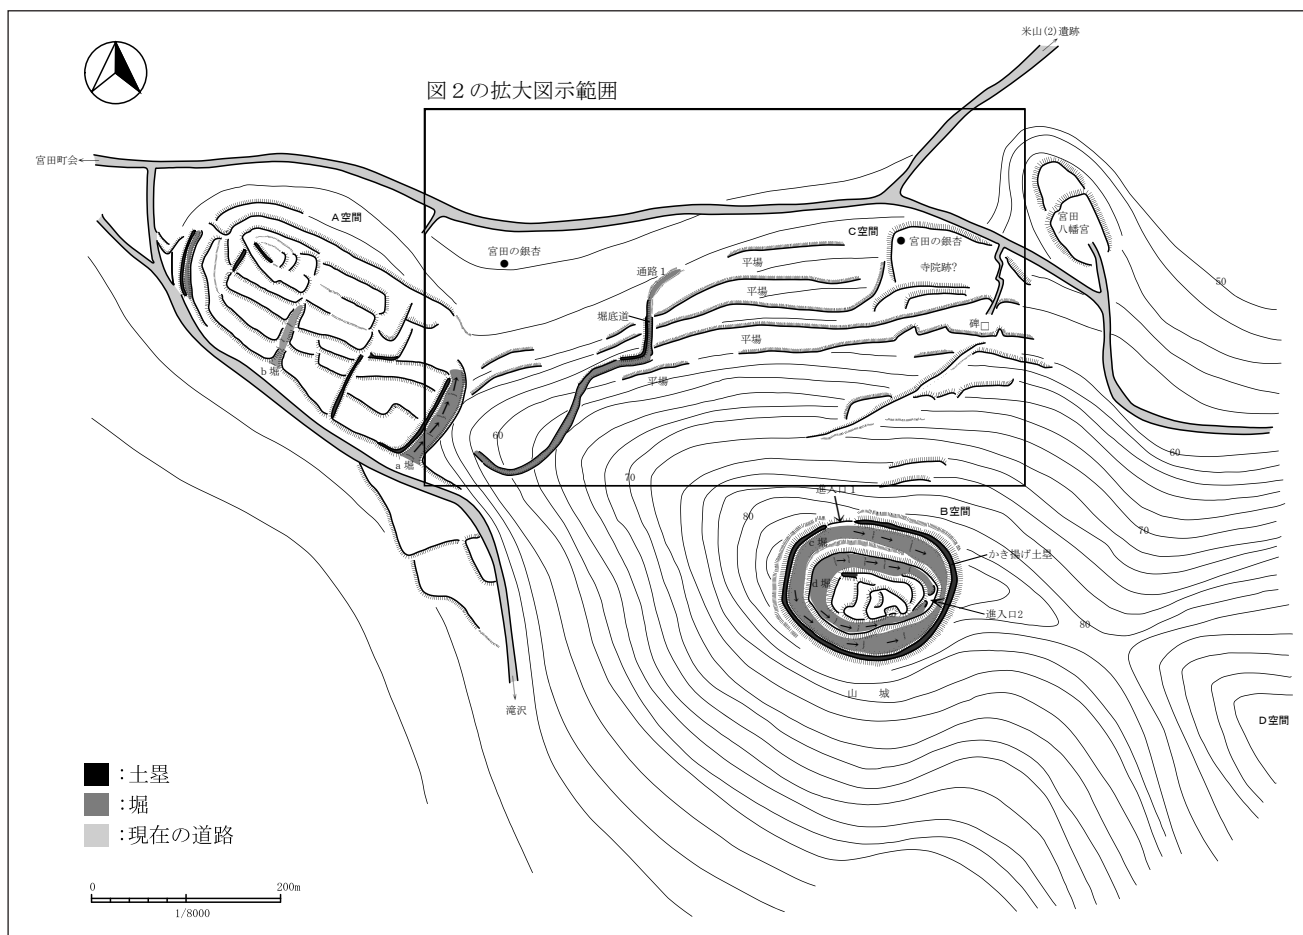 米山(2)遺跡
図2の拡大図示範囲
宮田町会
A空間
宮田の銀杏
C空間
宮田の銀杏
宮田
八幡宮
通路1
平場
寺院跡?
50
平場
堀底道
碑
平場
b堀
平場
60
a堀
60
70
進入口1
80
B空間
70
c堀
かき揚げ土塁
d堀
進入口2
80
山城
滝沢
D空間
:土塁
:堀
:現在の道路
0
200m
1/8000